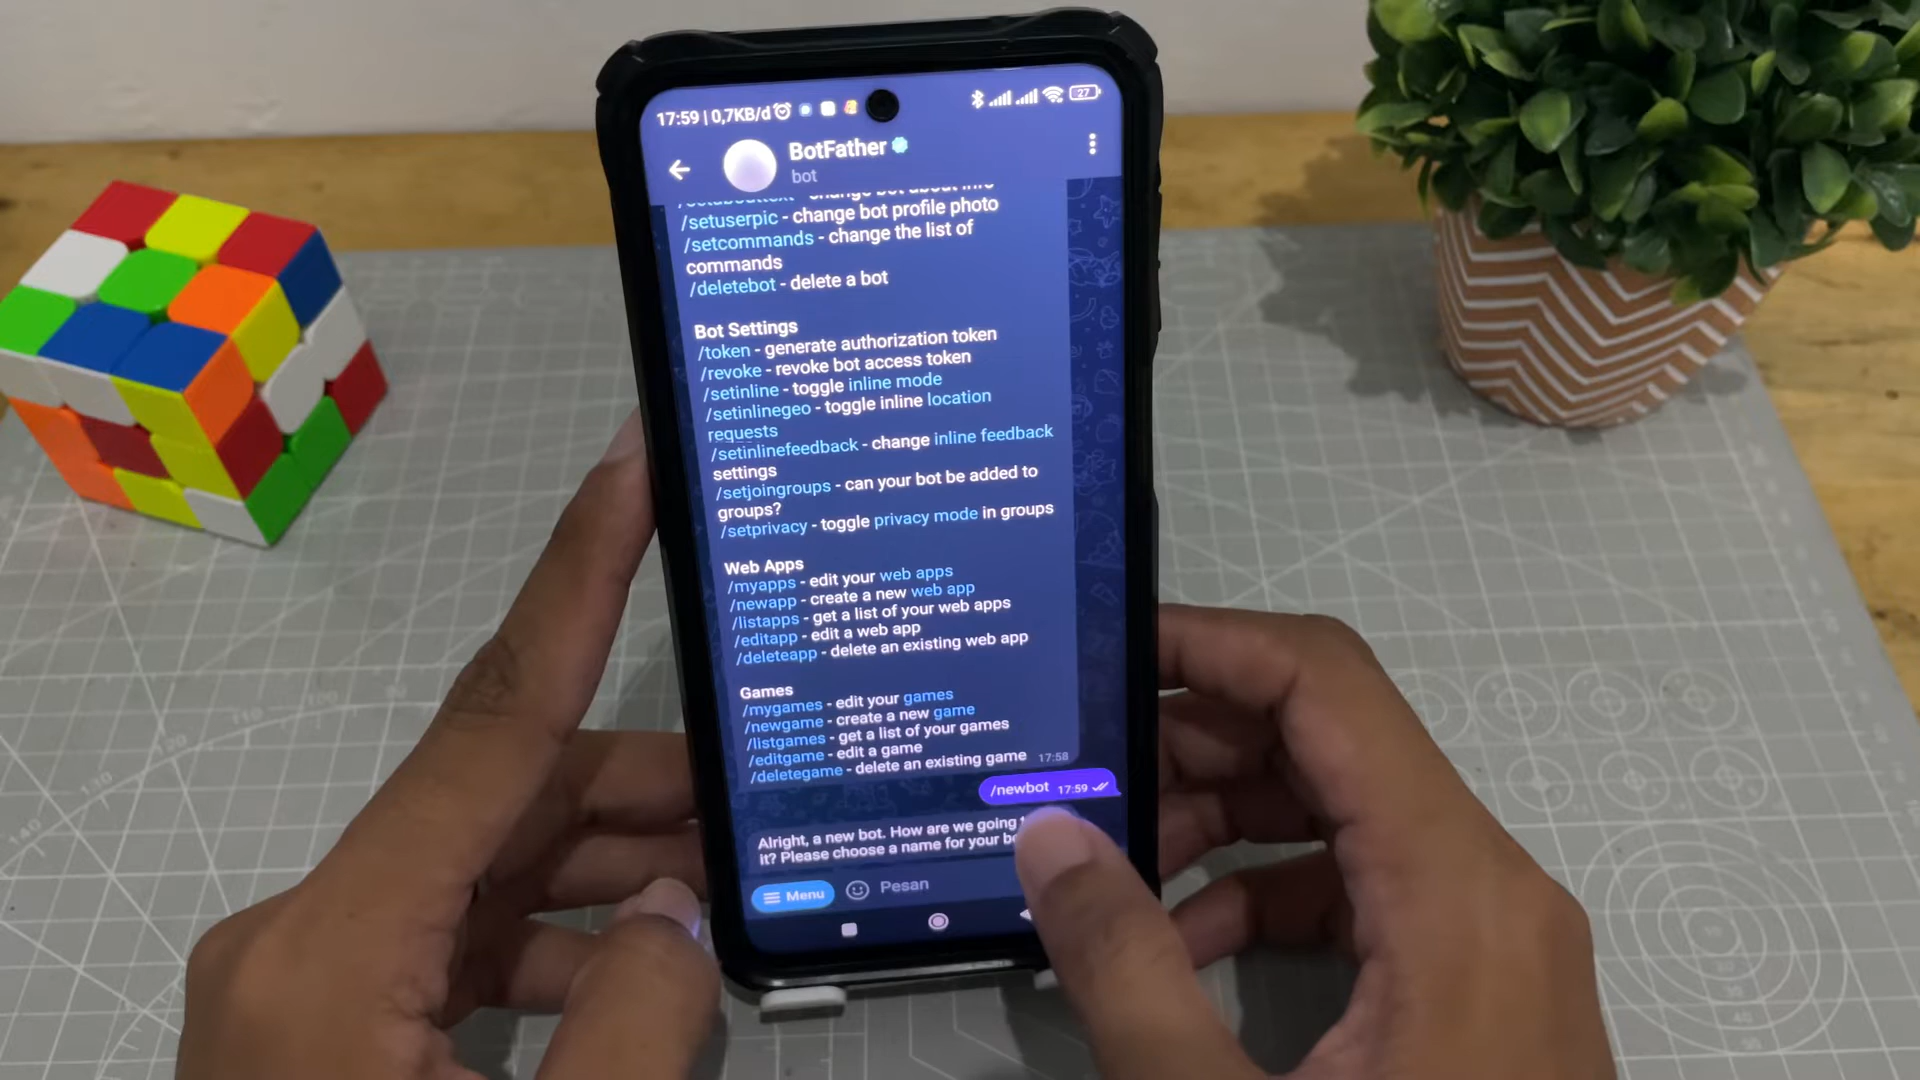 17:59 | 0,7KB/d
27
BotFather
bot
change bot about info
/setuserpic - change bot profile photo
/setcommands - change the list of
commands
/deletebot - delete a bot
Bot Settings
/token - generate authorization token
/revoke - revoke bot access token
/setinline - toggle inline mode
/setinlinegeo - toggle inline location
requests
/setinlinefeedback - change inline feedback
settings
/setjoingroups - can your bot be added to
groups?
/setprivacy - toggle privacy mode in groups
Web Apps
/myapps - edit your web apps
/newapp - create a new web app
/listapps - get a list of your web apps
/editapp - edit a web app
/deleteapp - delete an existing web app
Games
/mygames - edit your games
/newgame - create a new game
/listgames - get a list of your games
/editgame - edit a game
/deletegame - delete an existing game 17:58
/newbot 17:59
Alright, a new bot. How are we going
it? Please choose a name for your
Menu
Pesan